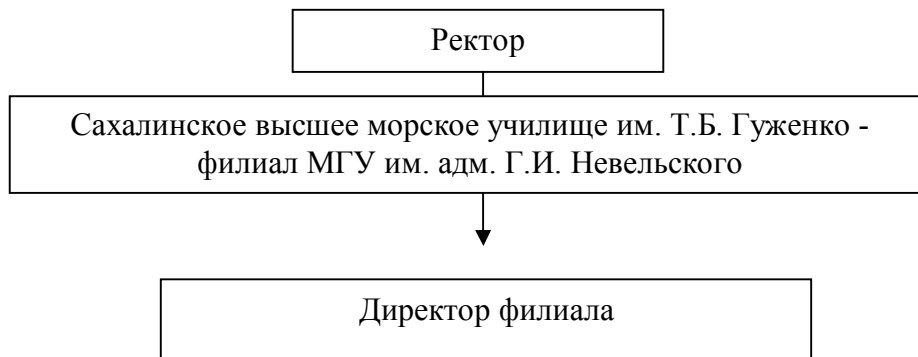 Ректор
Сахалинское высшее морское училище им. Т.Б. Гуженко -
филиал МГУ им. адм. Г.И. Невельского
Директор филиала